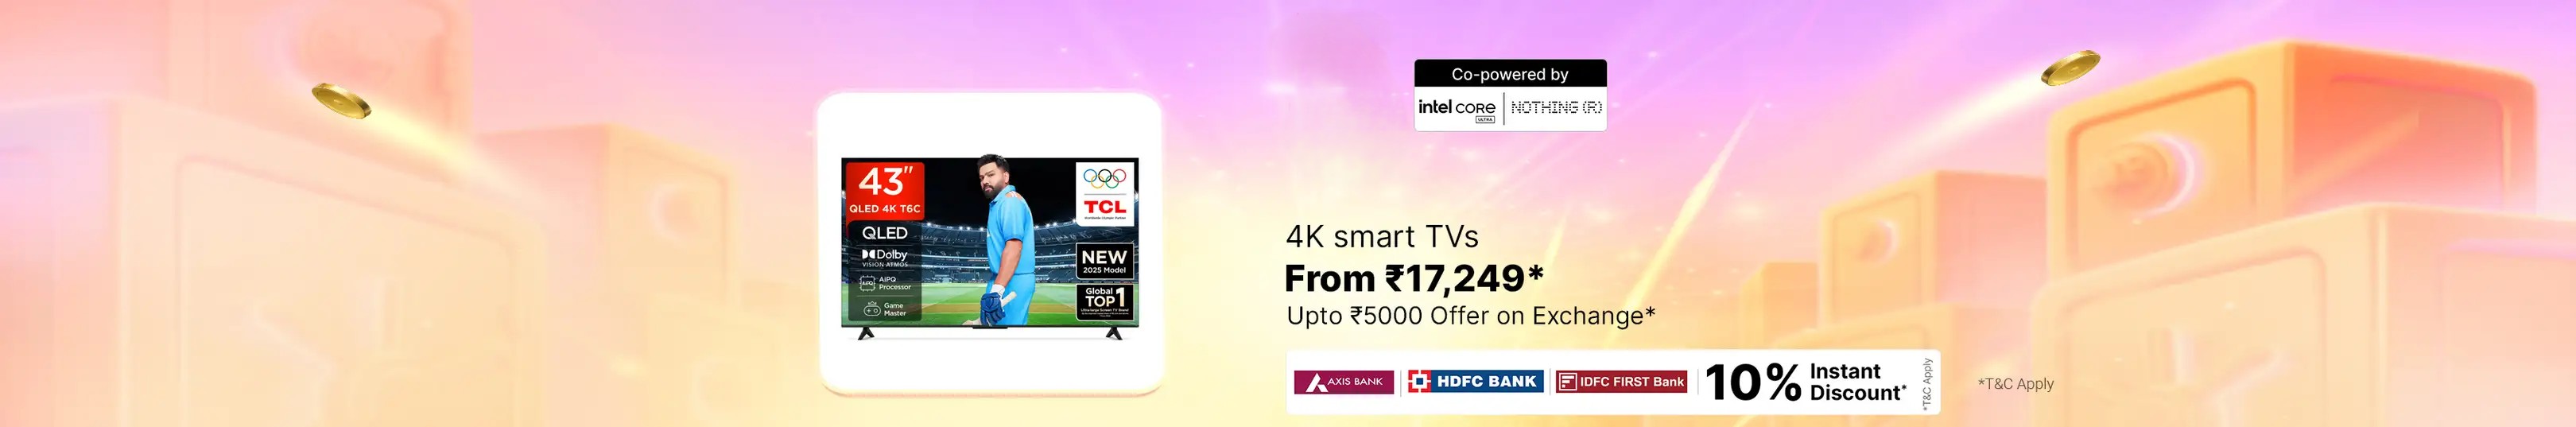 Co-powered by
intel CORE
ULTRA
NOTHING (R)
43"
QLED 4K T6C
QLED
Dolby
VISION·ATMOS
AiPQ
Processor
Game
Master
TCL
NEW
2025 Model
Global
TOP 1
4K smart TVs
From ₹17,249*
Upto ₹5000 Offer on Exchange*
AXIS BANK
HDFC BANK
IDFC FIRST Bank
10% Instant
Discount*
*T&C Apply
*T&C Apply